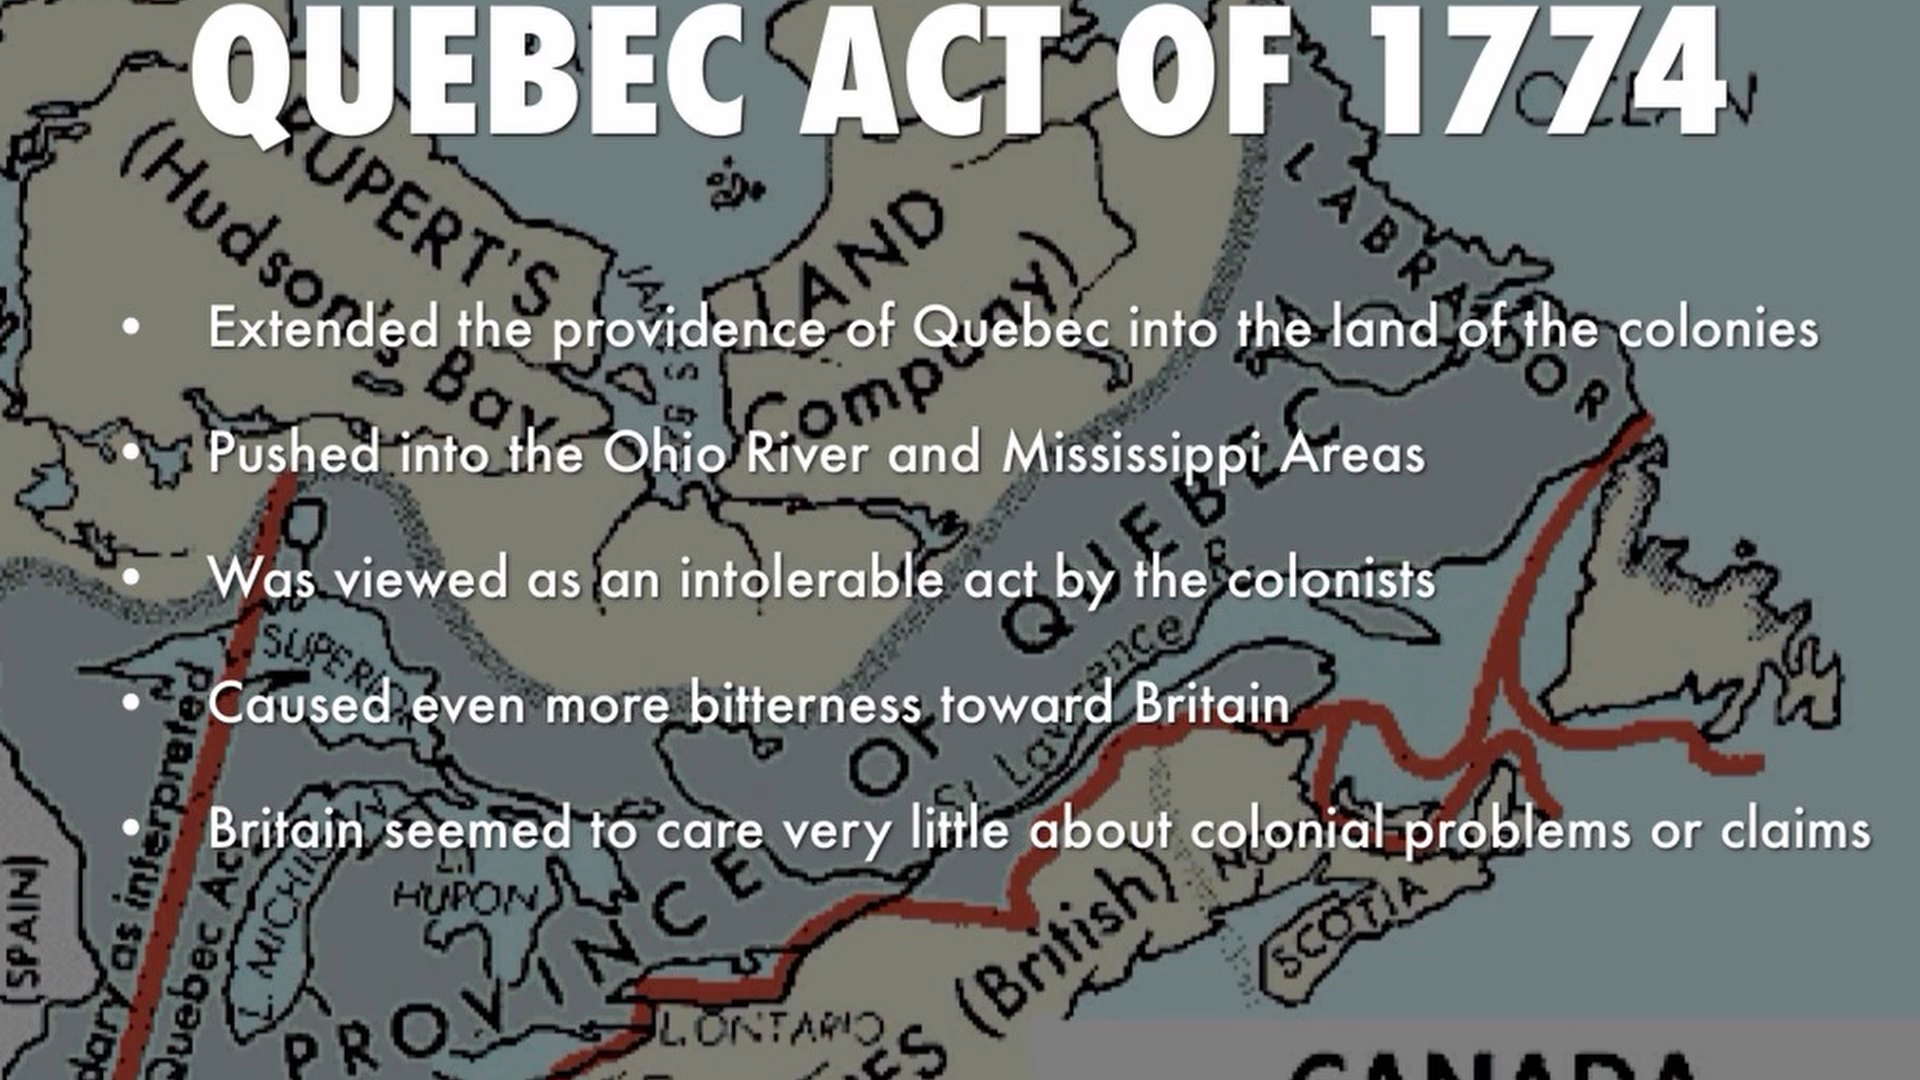 QUEBEC ACT OF 1774
OCEAN
LABRADOR
RUPERT'S LAND
(Hudson's Bay Company)
• Extended the providence of Quebec into the land of the colonies
• Pushed into the Ohio River and Mississippi Areas
• Was viewed as an intolerable act by the colonists
• Caused even more bitterness toward Britain
• Britain seemed to care very little about colonial problems or claims
PROVINCE OF QUEBEC
St. Lawrence
L. MICHIG
HURON
L. ONTARIO
SCOTIA
(British)
(SPAIN)
as interpreted
Quebec Act
CANADA